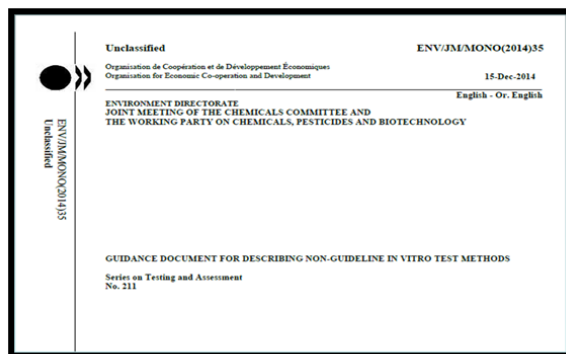 Unclassified ENV/JM/MONO(2014)35
Organisation de Coopération et de Développement Économiques
Organisation for Economic Co-operation and Development 15-Dec-2014
English - Or. English
ENVIRONMENT DIRECTORATE
JOINT MEETING OF THE CHEMICALS COMMITTEE AND
THE WORKING PARTY ON CHEMICALS, PESTICIDES AND BIOTECHNOLOGY
ENV/JM/MONO(2014)35
Unclassified
GUIDANCE DOCUMENT FOR DESCRIBING NON-GUIDELINE IN VITRO TEST METHODS
Series on Testing and Assessment
No. 211